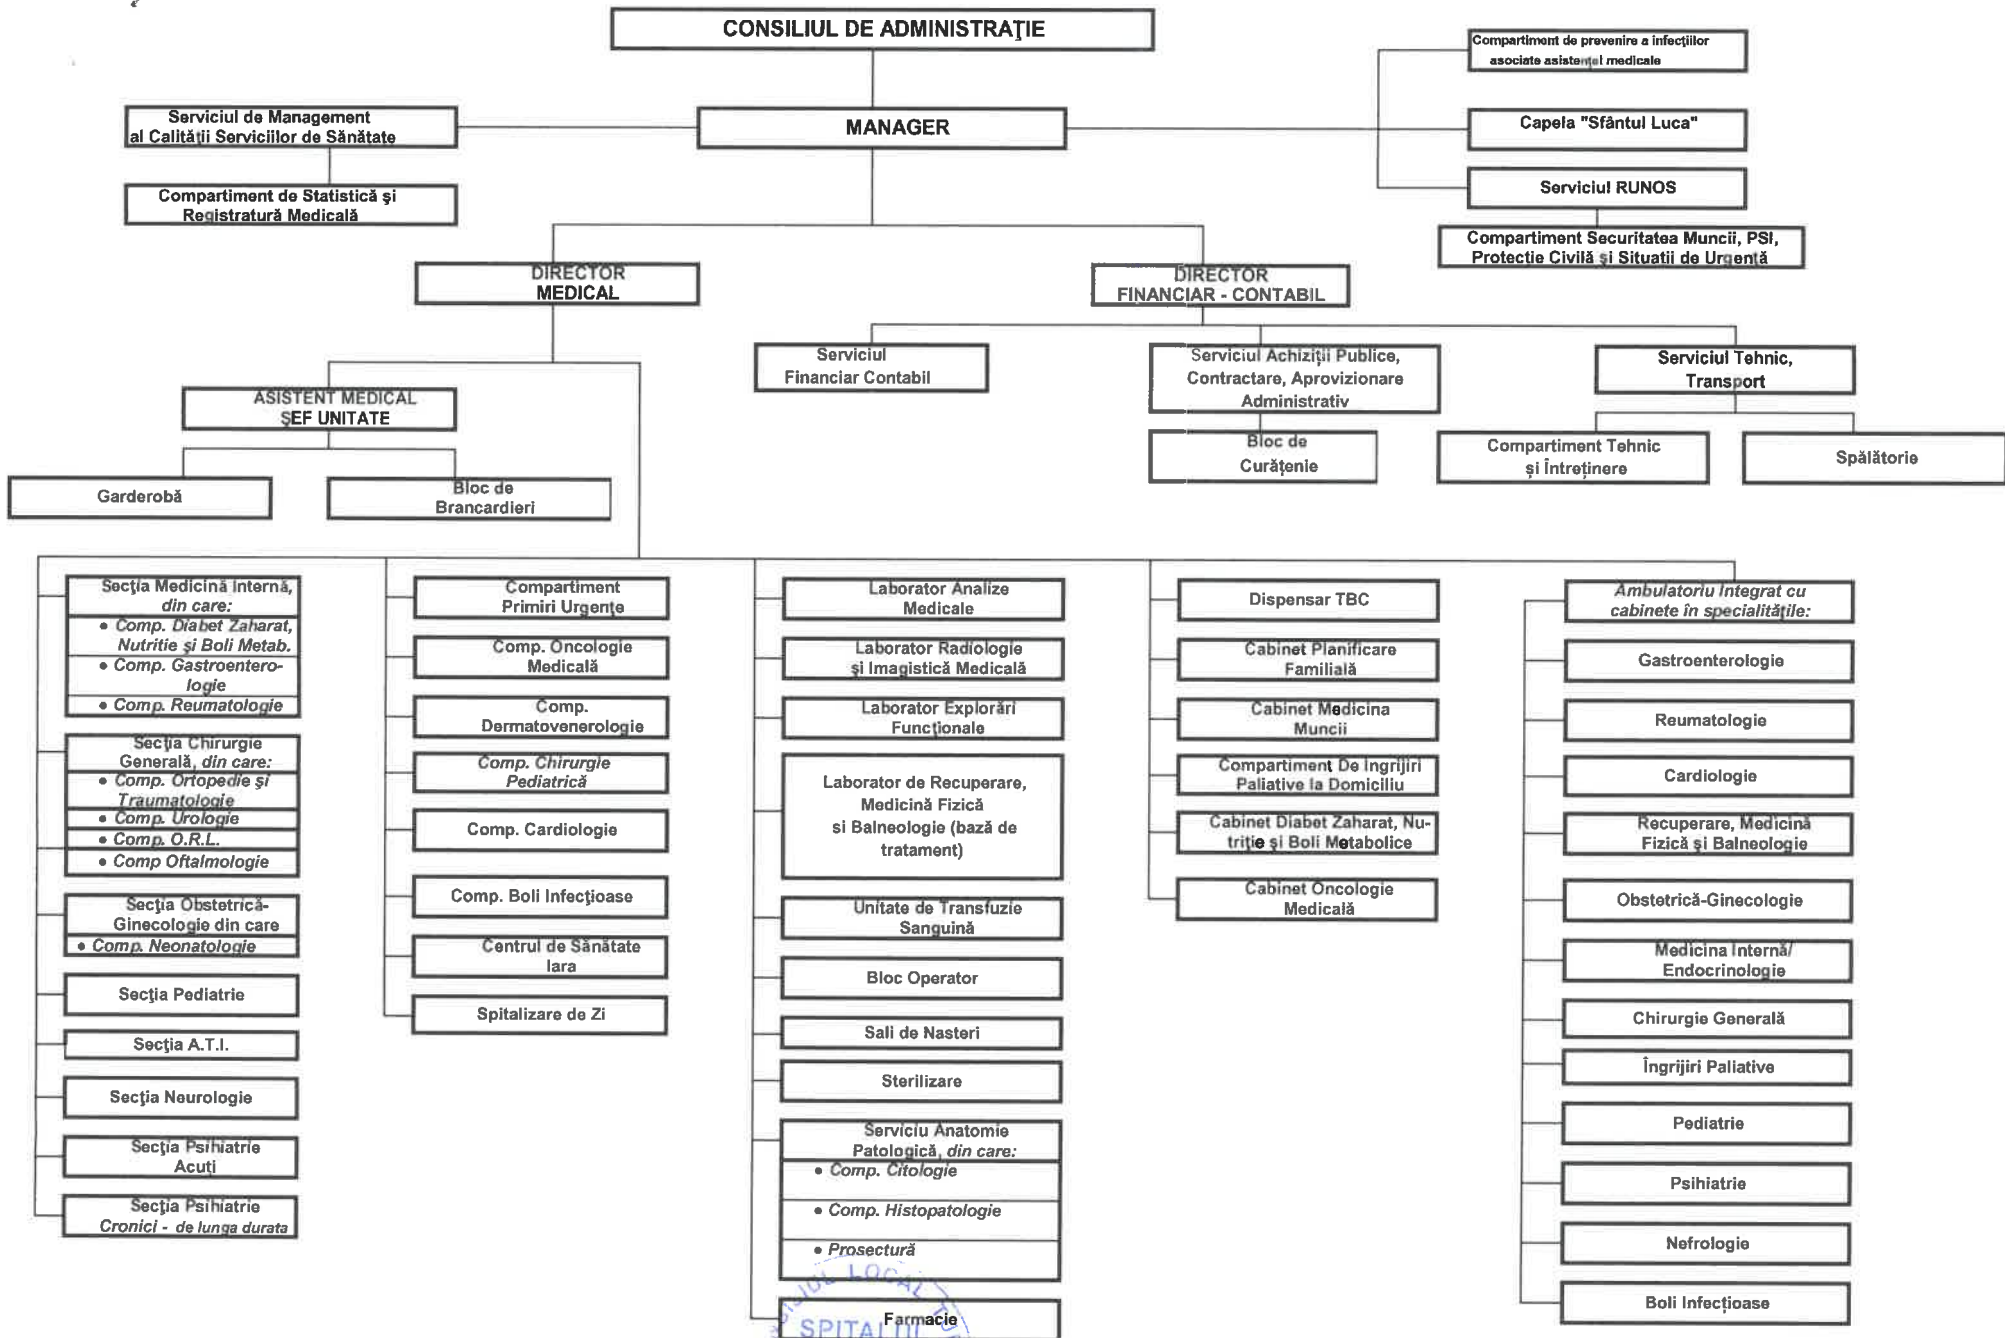 CONSILIUL DE ADMINISTRAŢIE
Compartiment de prevenire a infecţiilor
asociate asistenţei medicale
Serviciul de Management
al Calităţii Serviciilor de Sănătate
MANAGER
Capela "Sfântul Luca"
Compartiment de Statistică şi
Registratură Medicală
Serviciul RUNOS
Compartiment Securitatea Muncii, PSI,
Protecţie Civilă şi Situatii de Urgenţă
DIRECTOR
MEDICAL
DIRECTOR
FINANCIAR - CONTABIL
Serviciul
Financiar Contabil
Serviciul Achiziţii Publice,
Contractare, Aprovizionare
Administrativ
Serviciul Tehnic,
Transport
ASISTENT MEDICAL
ŞEF UNITATE
Bloc de
Curăţenie
Compartiment Tehnic
și Întreținere
Spălătorie
Garderobă
Bloc de
Brancardieri
Secţia Medicină Internă,
din care:
• Comp. Diabet Zaharat,
Nutritie şi Boli Metab.
• Comp. Gastroentero-
logie
• Comp. Reumatologie
Secţia Chirurgie
Generală, din care:
• Comp. Ortopedie şi
Traumatologie
• Comp. Urologie
• Comp. O.R.L.
• Comp Oftalmologie
Secţia Obstetrică-
Ginecologie din care
• Comp. Neonatologie
Secţia Pediatrie
Secţia A.T.I.
Secţia Neurologie
Secţia Psihiatrie
Acuţi
Secţia Psihiatrie
Cronici - de lunga durata
Compartiment
Primiri Urgenţe
Comp. Oncologie
Medicală
Comp.
Dermatovenerologie
Comp. Chirurgie
Pediatrică
Comp. Cardiologie
Comp. Boli Infecţioase
Centrul de Sănătate
Iara
Spitalizare de Zi
Laborator Analize
Medicale
Laborator Radiologie
şi Imagistică Medicală
Laborator Explorări
Funcţionale
Laborator de Recuperare,
Medicină Fizică
si Balneologie (bază de
tratament)
Unitate de Transfuzie
Sanguină
Bloc Operator
Sali de Nasteri
Sterilizare
Serviciu Anatomie
Patologică, din care:
• Comp. Citologie
• Comp. Histopatologie
• Prosectură
Farmacie
Dispensar TBC
Cabinet Planificare
Familială
Cabinet Medicina
Muncii
Compartiment De Ingrijiri
Paliative la Domiciliu
Cabinet Diabet Zaharat, Nu-
triţie şi Boli Metabolice
Cabinet Oncologie
Medicală
Ambulatoriu Integrat cu
cabinete în specialităţile:
Gastroenterologie
Reumatologie
Cardiologie
Recuperare, Medicină
Fizică şi Balneologie
Obstetrică-Ginecologie
Medicina Internă/
Endocrinologie
Chirurgie Generală
Îngrijiri Paliative
Pediatrie
Psihiatrie
Nefrologie
Boli Infecțioase
LOCAL
SPITALUL